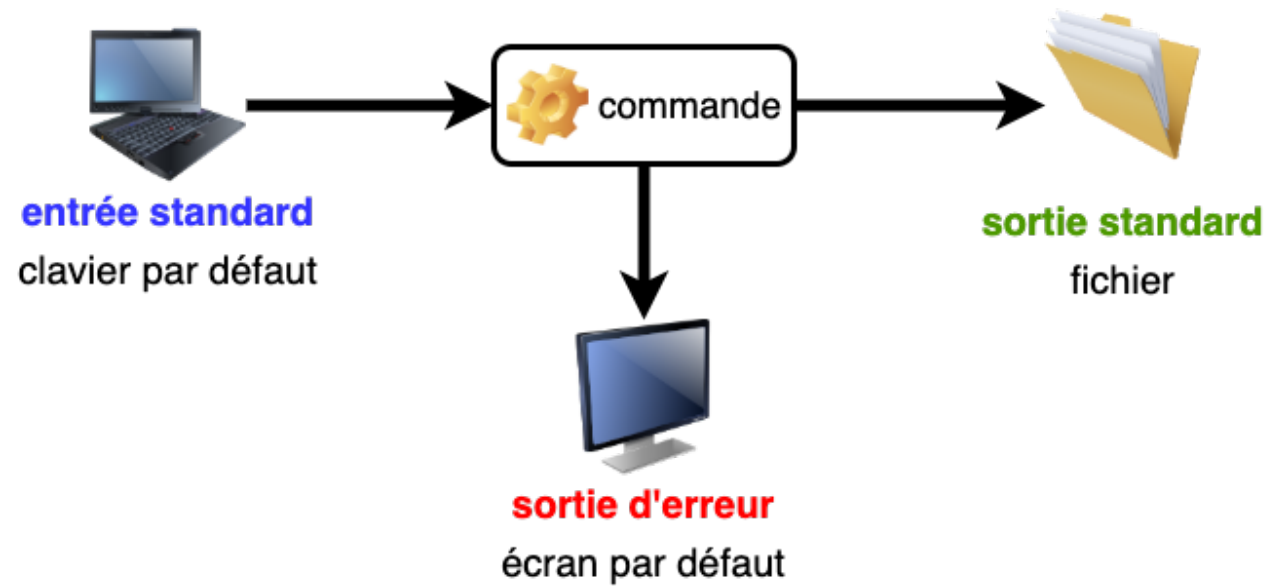 commande
entrée standard
clavier par défaut
sortie standard
fichier
sortie d'erreur
écran par défaut